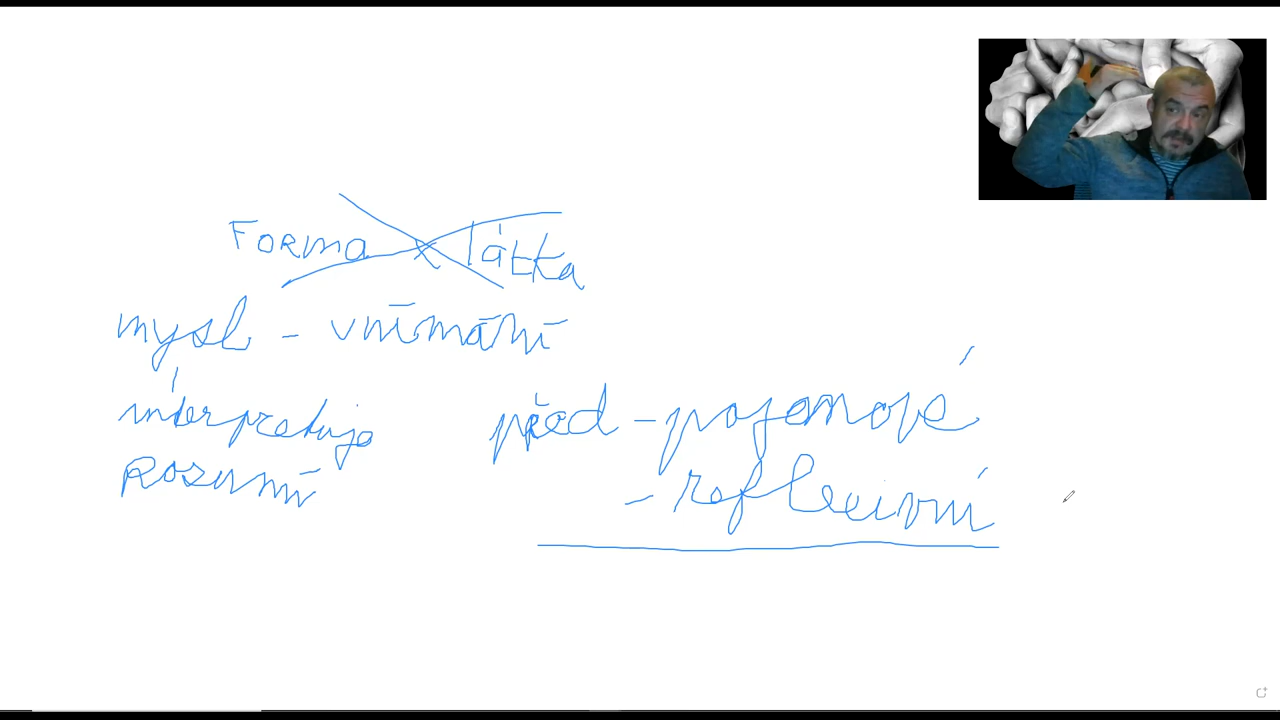 Forma x látka
mysl - vnímání
interpretuje
před - pojmové
rozumí
- reflexivní